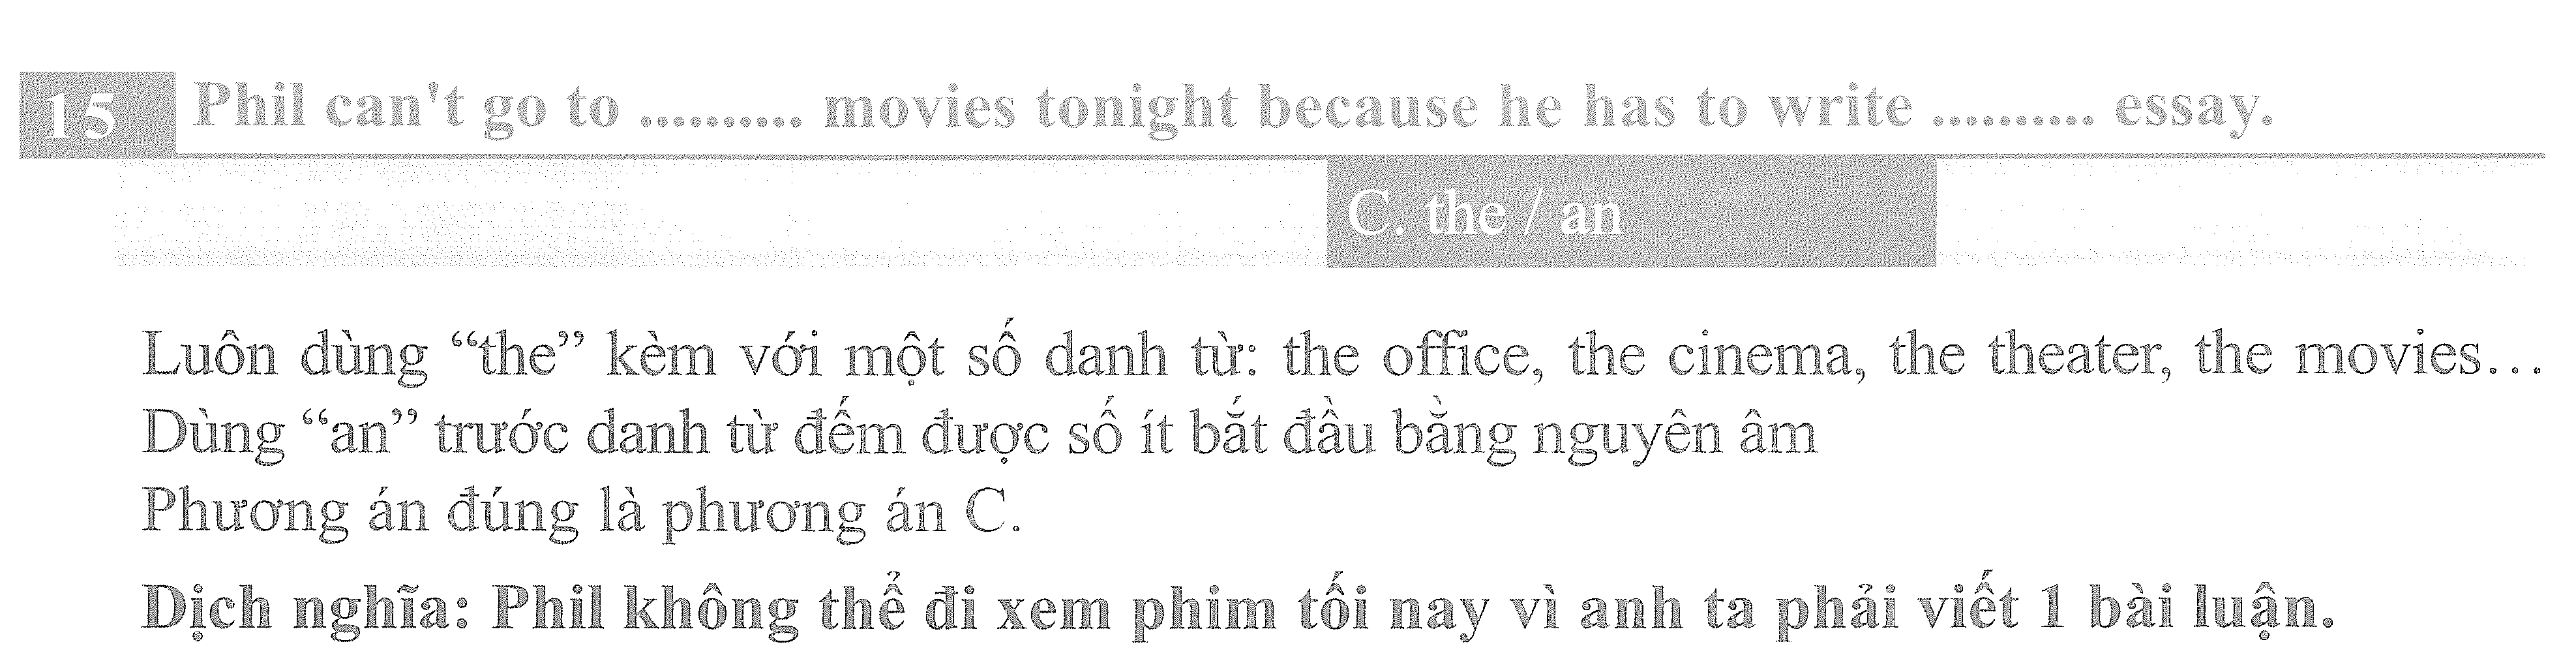 15 Phil can't go to .......... movies tonight because he has to write .......... essay.
C. the / an
Luôn dùng “the” kèm với một số danh từ: the office, the cinema, the theater, the movies…
Dùng “an” trước danh từ đếm được số ít bắt đầu bằng nguyên âm
Phương án đúng là phương án C.
Dịch nghĩa: Phil không thể đi xem phim tối nay vì anh ta phải viết 1 bài luận.